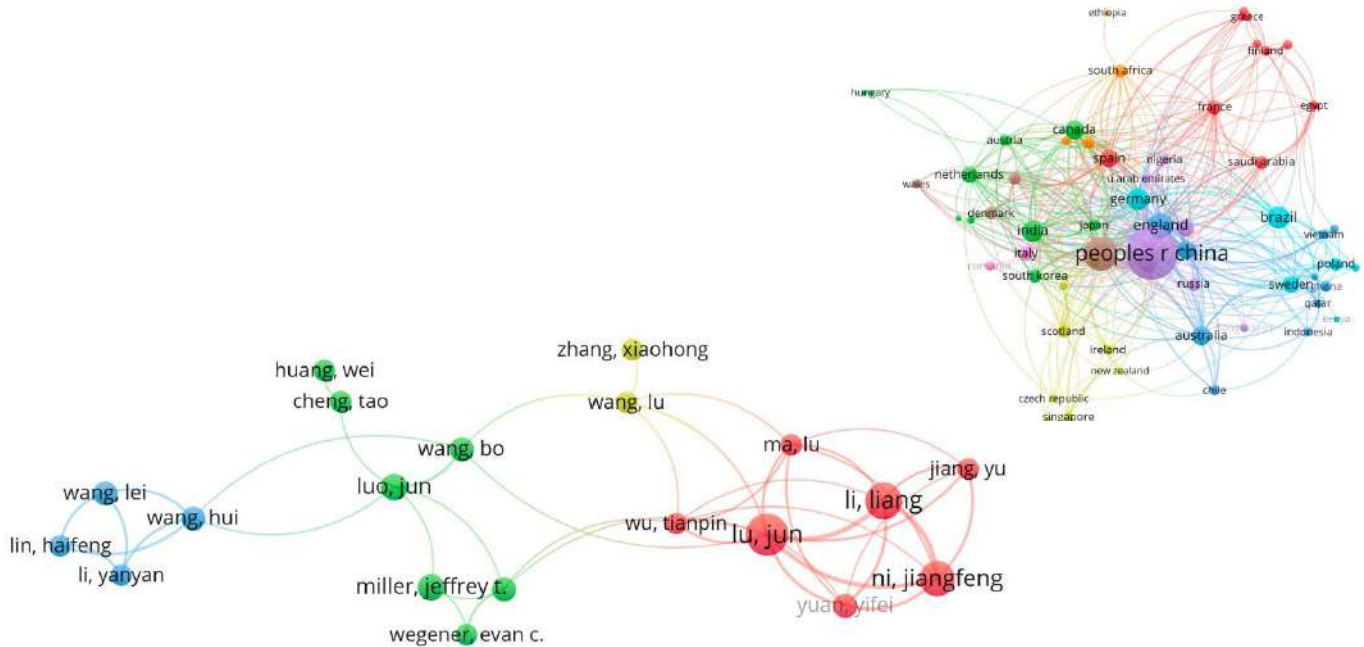 ethiopia
greece
finland
south africa
hungary
france
egypt
canada
austria
spain
nigeria
saudi arabia
netherlands
u arab emirates
wales
germany
denmark
japan
england
brazil
india
vietnam
italy
peoples r china
romania
poland
south korea
russia
sweden
qatar
scotland
australia
indonesia
ireland
new zealand
chile
czech republic
singapore
zhang, xiaohong
huang, wei
cheng, tao
wang, lu
wang, bo
ma, lu
jiang, yu
luo, jun
li, liang
wang, lei
wang, hui
wu, tianpin
lu, jun
lin, haifeng
li, yanyan
miller, jeffrey t.
ni, jiangfeng
yuan, yifei
wegener, evan c.